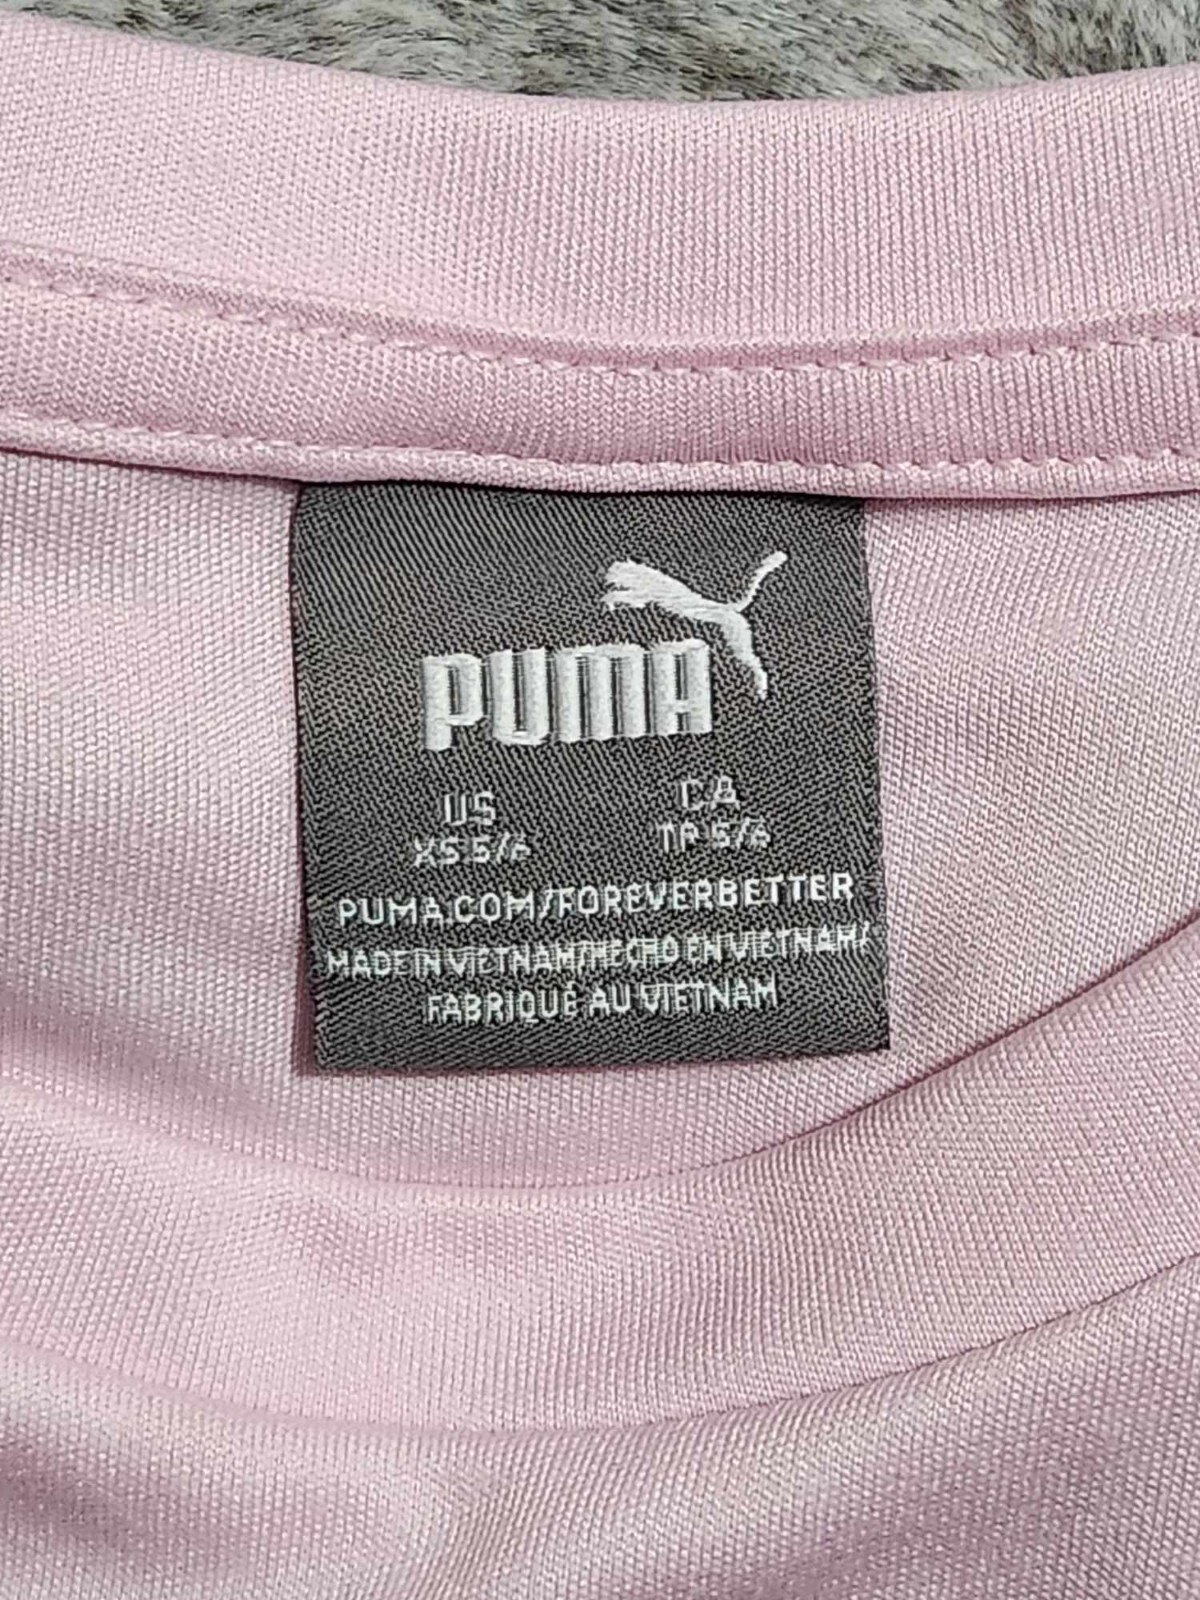 PUMA
US CA
XS 5/6 TP 5/6
PUMA.COM/FOREVERBETTER
MADE IN VIETNAM/HECHO EN VIETNAM/
FABRIQUÉ AU VIETNAM